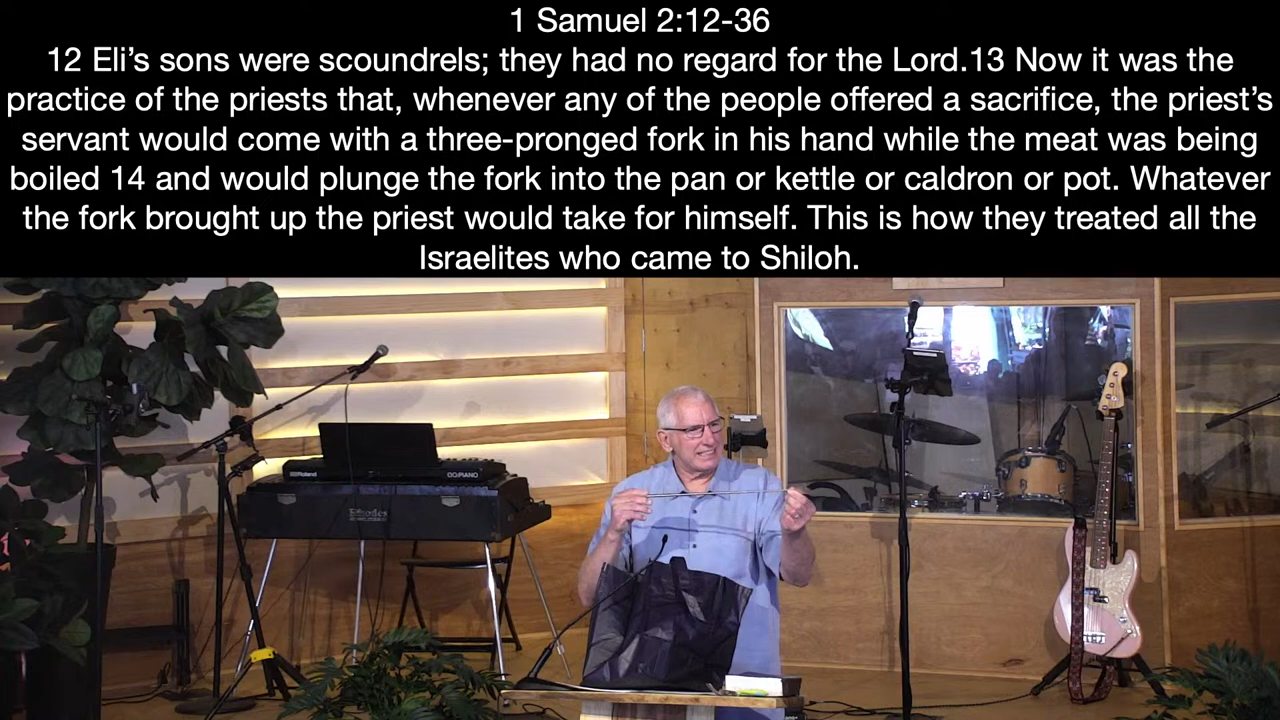 1 Samuel 2:12-36
12 Eli’s sons were scoundrels; they had no regard for the Lord.13 Now it was the
practice of the priests that, whenever any of the people offered a sacrifice, the priest’s
servant would come with a three-pronged fork in his hand while the meat was being
boiled 14 and would plunge the fork into the pan or kettle or caldron or pot. Whatever
the fork brought up the priest would take for himself. This is how they treated all the
Israelites who came to Shiloh.
Roland
GO:PIANO
Rhodes